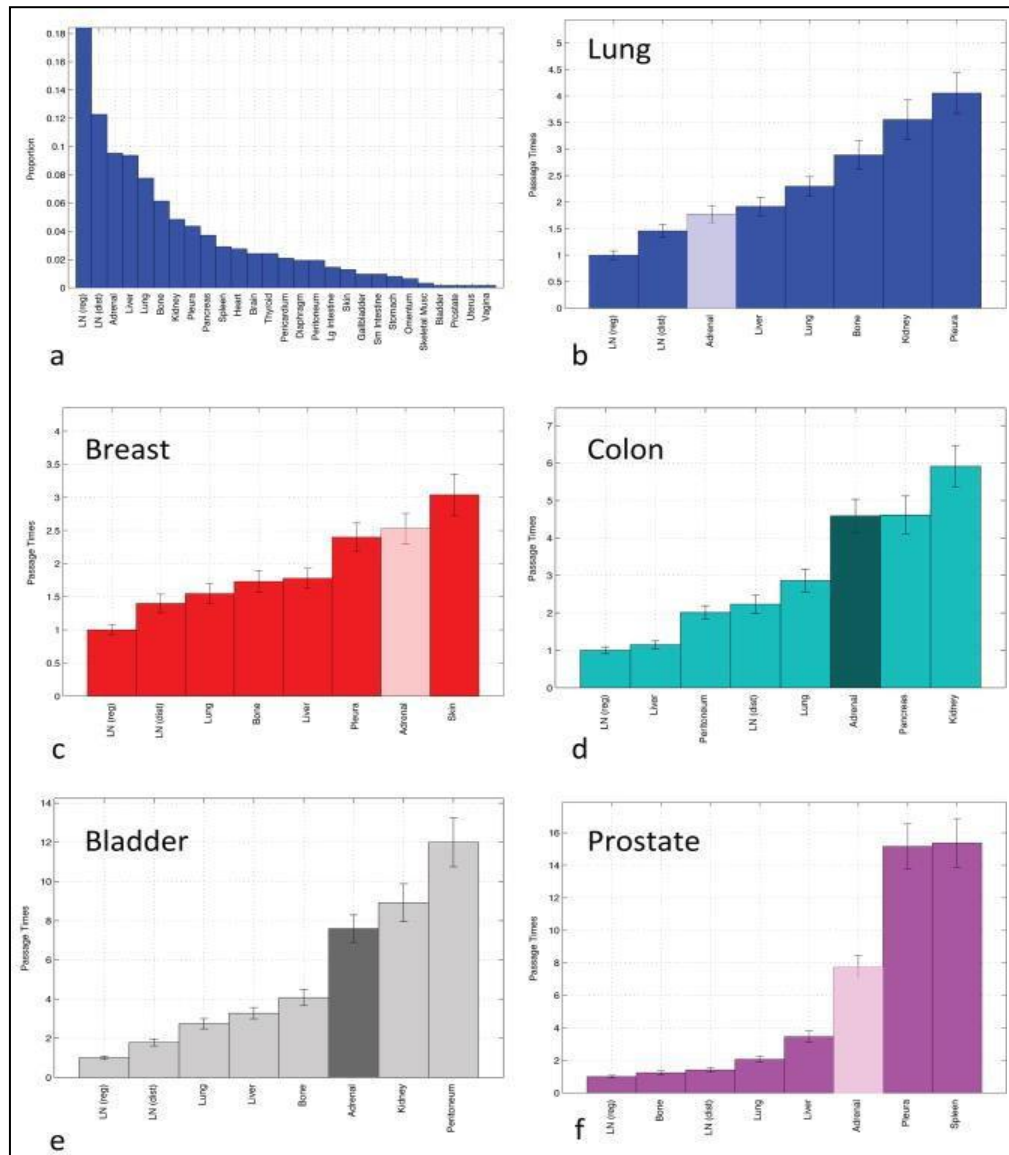 0.18
0.16
0.14
0.12
0.1
0.08
0.06
0.04
0.02
0
Proportion
LN (reg)
LN (dist)
Adrenal
Liver
Lung
Bone
Kidney
Pleura
Pancreas
Spleen
Heart
Brain
Thyroid
Pericardium
Diaphragm
Peritoneum
Lg Intestine
Skin
Gallbladder
Sm Intestine
Stomach
Omentum
Skeletal Musc
Bladder
Prostate
Uterus
Vagina
a
Lung
5
4.5
4
3.5
3
2.5
2
1.5
1
0.5
0
Passage Times
LN (reg)
LN (dist)
Adrenal
Liver
Lung
Bone
Kidney
Pleura
b
Breast
4
3.5
3
2.5
2
1.5
1
0.5
0
Passage Times
LN (reg)
LN (dist)
Lung
Bone
Liver
Pleura
Adrenal
Skin
c
Colon
7
6
5
4
3
2
1
0
Passage Times
LN (reg)
Liver
Peritoneum
LN (dist)
Lung
Adrenal
Pancreas
Kidney
d
Bladder
14
12
10
8
6
4
2
0
Passage Times
LN (reg)
LN (dist)
Lung
Liver
Bone
Adrenal
Kidney
Peritoneum
e
Prostate
16
14
12
10
8
6
4
2
0
Passage Times
LN (reg)
Bone
LN (dist)
Lung
Liver
Adrenal
Pleura
Spleen
f